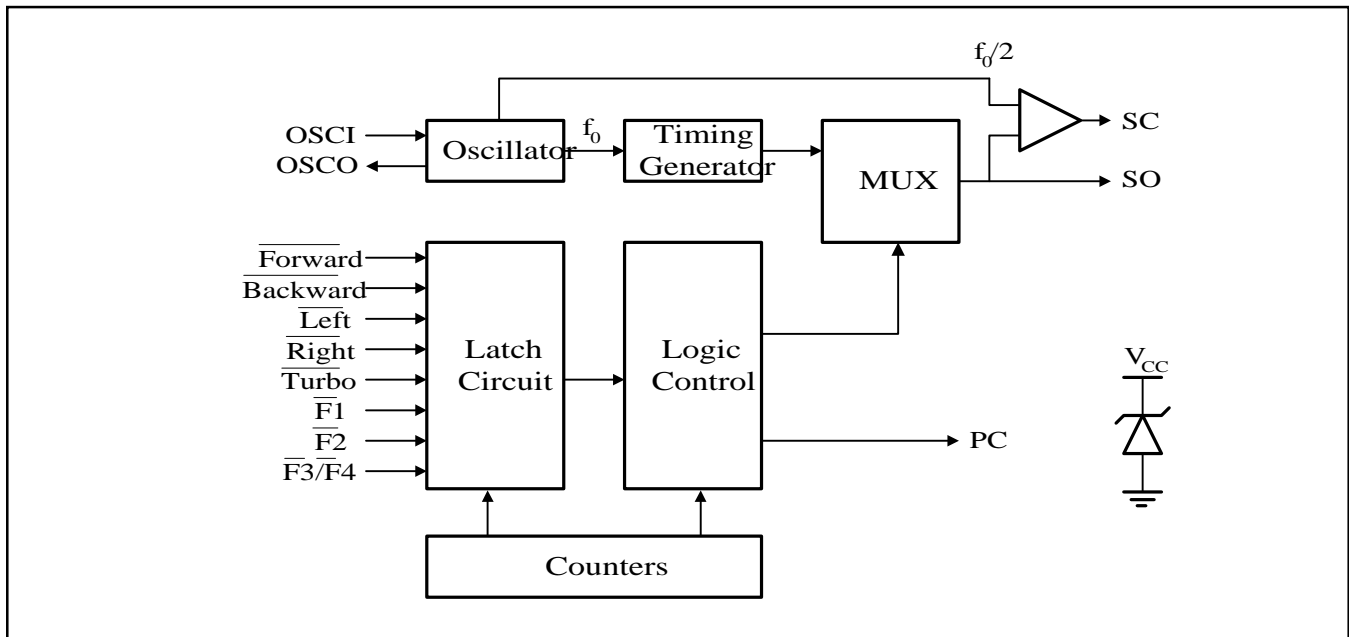 f₀/2
OSCI
OSCO
Oscillator
f₀
Timing
Generator
MUX
SC
SO
Forward
Backward
Left
Right
Turbo
F1
F2
F3/F4
Latch
Circuit
Logic
Control
PC
V_CC
Counters